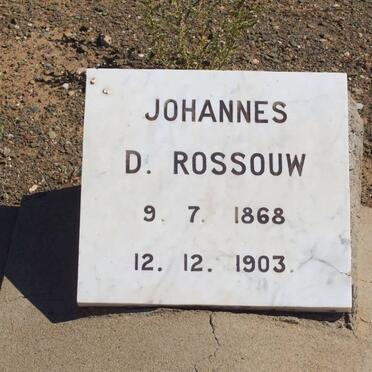 JOHANNES
D. ROSSOUW
9. 7. 1868
12. 12. 1903.